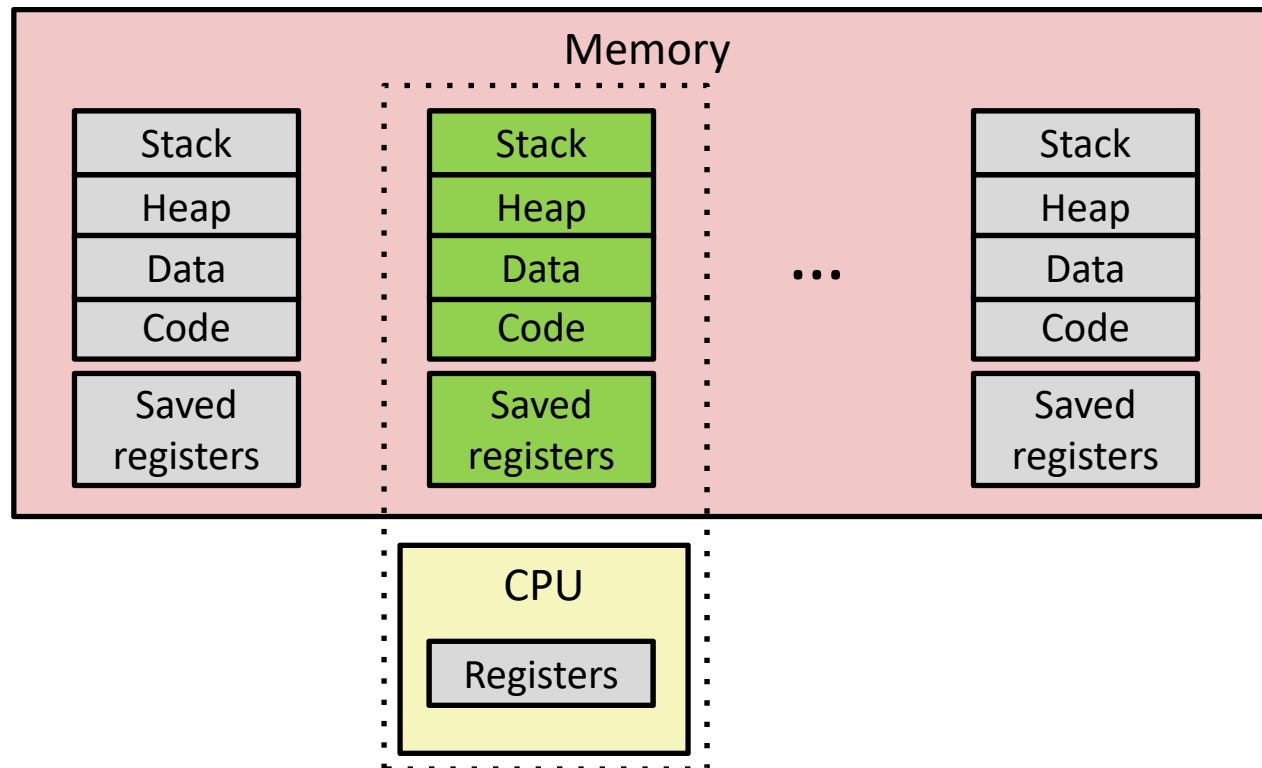 Memory
Stack
Heap
Data
Code
Saved
registers
Stack
Heap
Data
Code
Saved
registers
...
Stack
Heap
Data
Code
Saved
registers
CPU
Registers